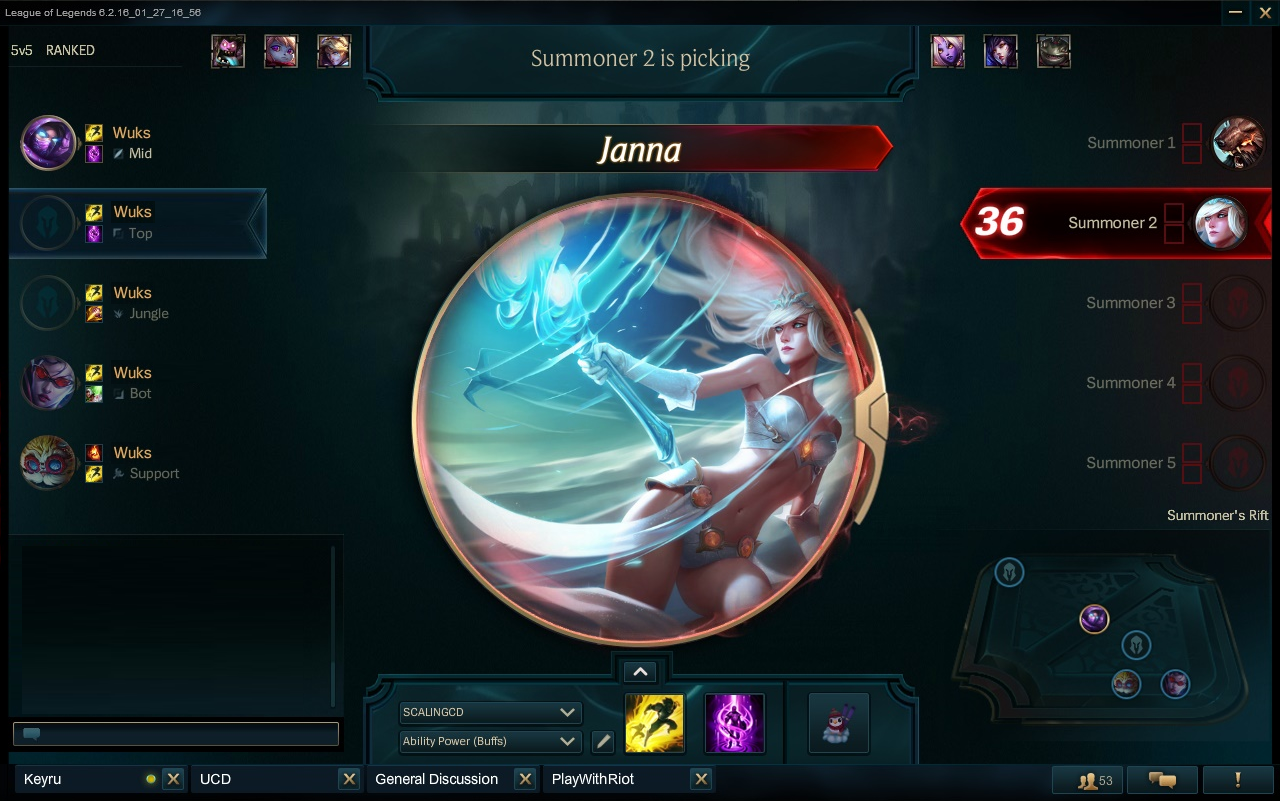 League of Legends 6.2.16_01_27_16_56
5v5 RANKED
Summoner 2 is picking
Janna
Wuks
Mid
Wuks
Top
Wuks
Jungle
Wuks
Bot
Wuks
Support
Summoner 1
36 Summoner 2
Summoner 3
Summoner 4
Summoner 5
Summoner's Rift
SCALINGCD
Ability Power (Buffs)
Keyru
UCD
General Discussion
PlayWithRiot
53